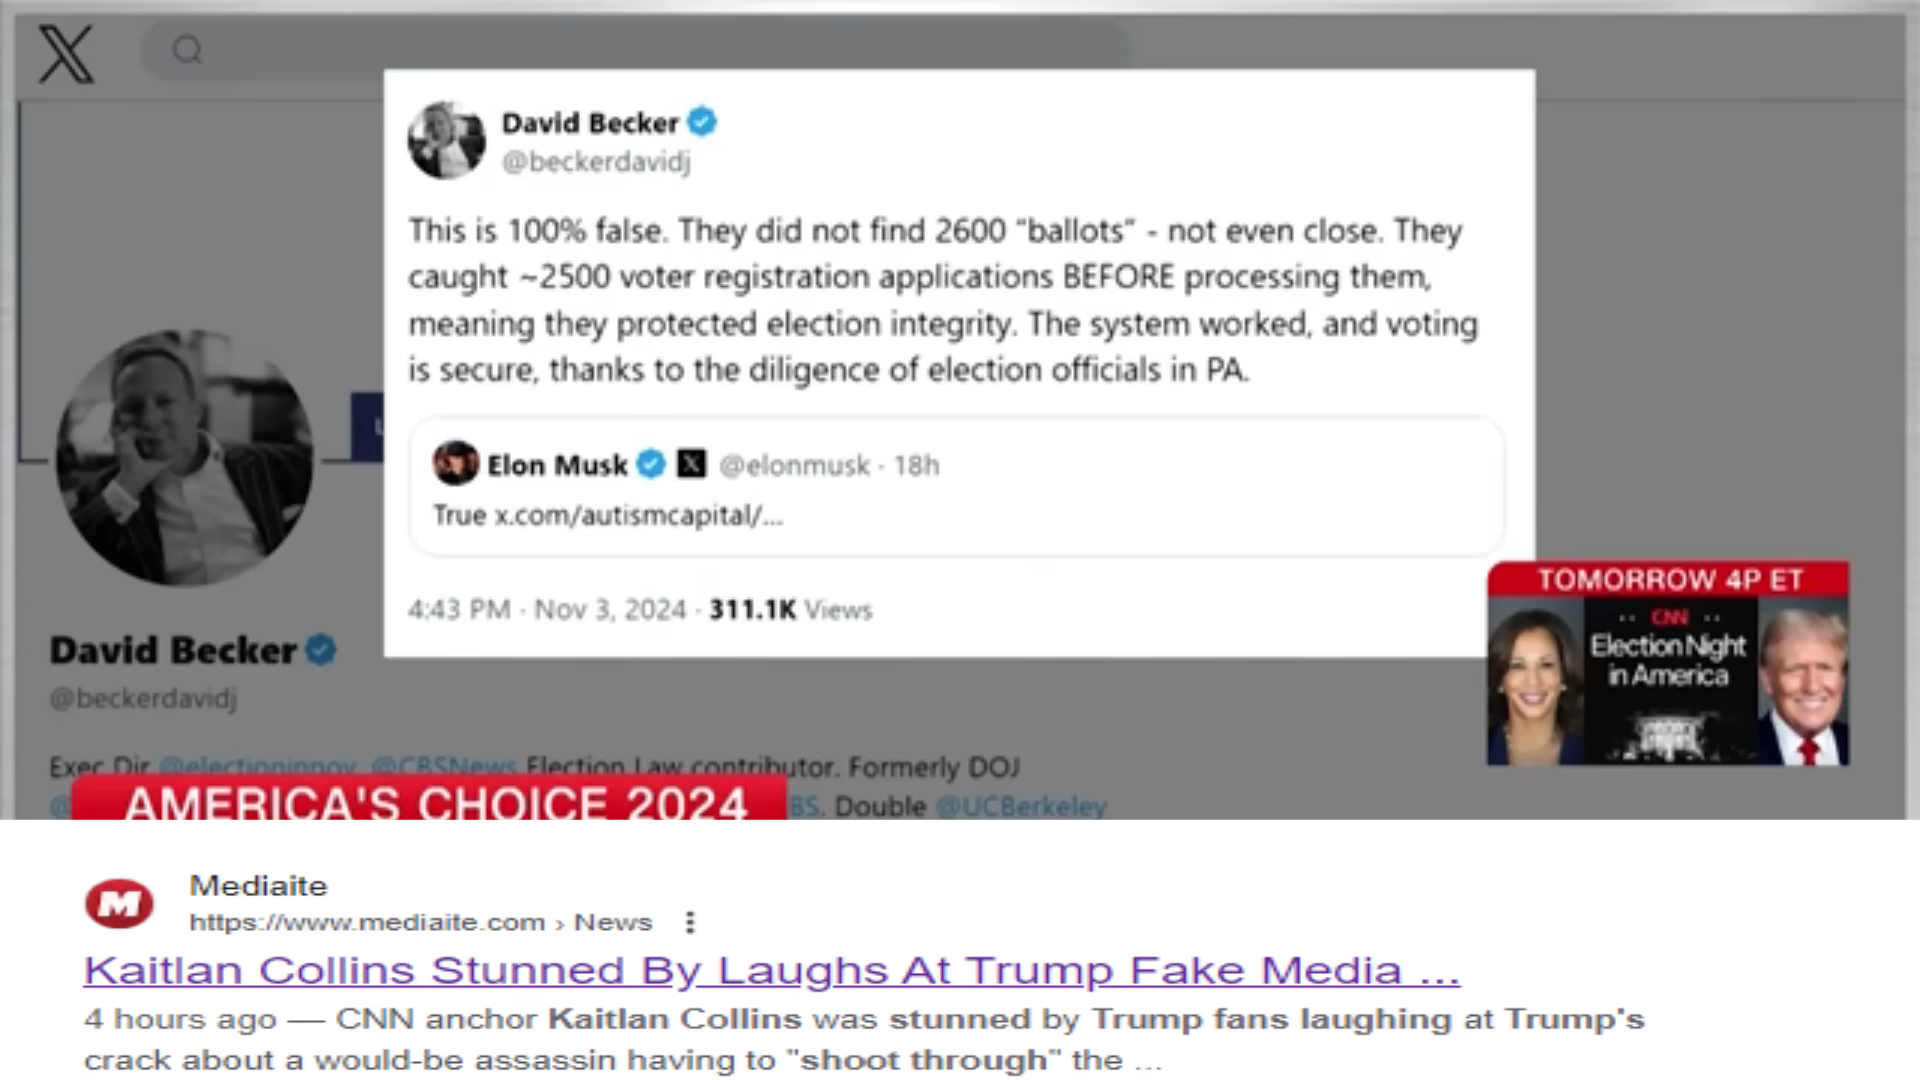 X
David Becker
@beckerdavidj
This is 100% false. They did not find 2600 “ballots” - not even close. They
caught ~2500 voter registration applications BEFORE processing them,
meaning they protected election integrity. The system worked, and voting
is secure, thanks to the diligence of election officials in PA.
Elon Musk X @elonmusk · 18h
True x.com/autismcapital/...
4:43 PM · Nov 3, 2024 · 311.1K Views
TOMORROW 4P ET
CNN
Election Night
in America
David Becker
@beckerdavidj
Exec Dir @electioninnov @CBSNews Election Law contributor. Formerly DOJ
BS. Double @UCBerkeley
AMERICA'S CHOICE 2024
M
Mediaite
https://www.mediaite.com › News
Kaitlan Collins Stunned By Laughs At Trump Fake Media ...
4 hours ago — CNN anchor Kaitlan Collins was stunned by Trump fans laughing at Trump's
crack about a would-be assassin having to "shoot through" the ...